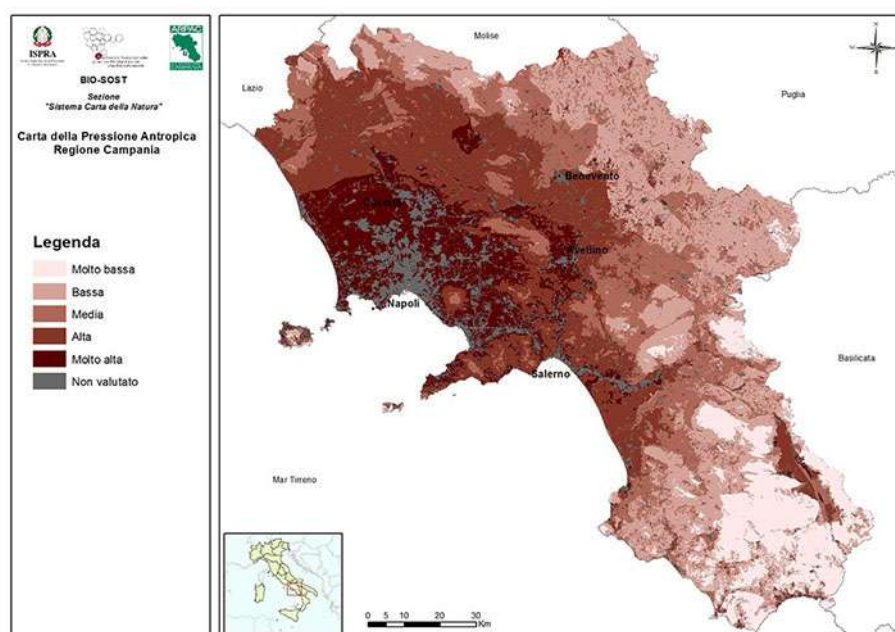 ISPRA
ARPAC
BIO-SOST
Sezione
"Sistema Carta della Natura"
Carta della Pressione Antropica
Regione Campania
Legenda
Molto bassa
Bassa
Media
Alta
Molto alta
Non valutato
Molise
Lazio
Puglia
Benevento
Caserta
Avellino
Napoli
Salerno
Basilicata
Mar Tirreno
0 5 10 20 30
Km